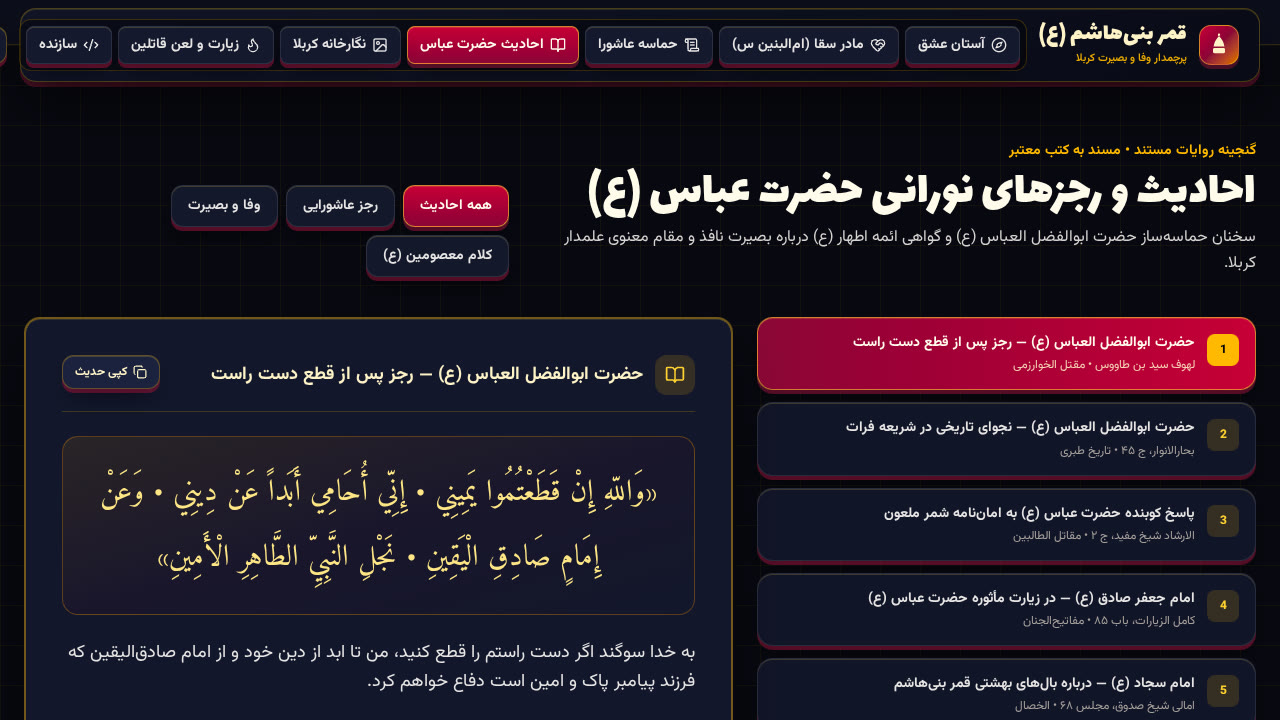 قمر بنی‌هاشم (ع)
پرچمدار وفا و بصیرت کربلا
آستان عشق
مادر سقا (ام‌البنین س)
حماسه عاشورا
احادیث حضرت عباس
نگارخانه کربلا
زیارت و لعن قاتلین
سازنده
گنجینه روایات مستند • مسند به کتب معتبر
احادیث و رجزهای نورانی حضرت عباس (ع)
سخنان حماسه‌ساز حضرت ابوالفضل العباس (ع) و گواهی ائمه اطهار (ع) درباره بصیرت نافذ و مقام معنوی علمدار
کربلا.
همه احادیث
رجز عاشورایی
وفا و بصیرت
کلام معصومین (ع)
1
حضرت ابوالفضل العباس (ع) — رجز پس از قطع دست راست
لهوف سید بن طاووس • مقتل الخوارزمی
2
حضرت ابوالفضل العباس (ع) — نجوای تاریخی در شریعه فرات
بحارالانوار، ج ۴۵ • تاریخ طبری
3
پاسخ کوبنده حضرت عباس (ع) به امان‌نامه شمر ملعون
الارشاد شیخ مفید، ج ۲ • مقاتل الطالبین
4
امام جعفر صادق (ع) — در زیارت مأثوره حضرت عباس (ع)
کامل الزیارات، باب ۸۵ • مفاتیح‌الجنان
5
امام سجاد (ع) — درباره بال‌های بهشتی قمر بنی‌هاشم
امالی شیخ صدوق، مجلس ۶۸ • الخصال
حضرت ابوالفضل العباس (ع) — رجز پس از قطع دست راست
کپی حدیث
«وَاللّهِ إِنْ قَطَعْتُمُوا يَمِينِي • إِنِّي أُحَامِي أَبَداً عَنْ دِينِي • وَعَنْ
إِمَامٍ صَادِقِ الْيَقِينِ • نَجْلِ النَّبِيِّ الطَّاهِرِ الْأَمِينِ»
به خدا سوگند اگر دست راستم را قطع کنید، من تا ابد از دین خود و از امام صادق‌الیقین که
فرزند پیامبر پاک و امین است دفاع خواهم کرد.